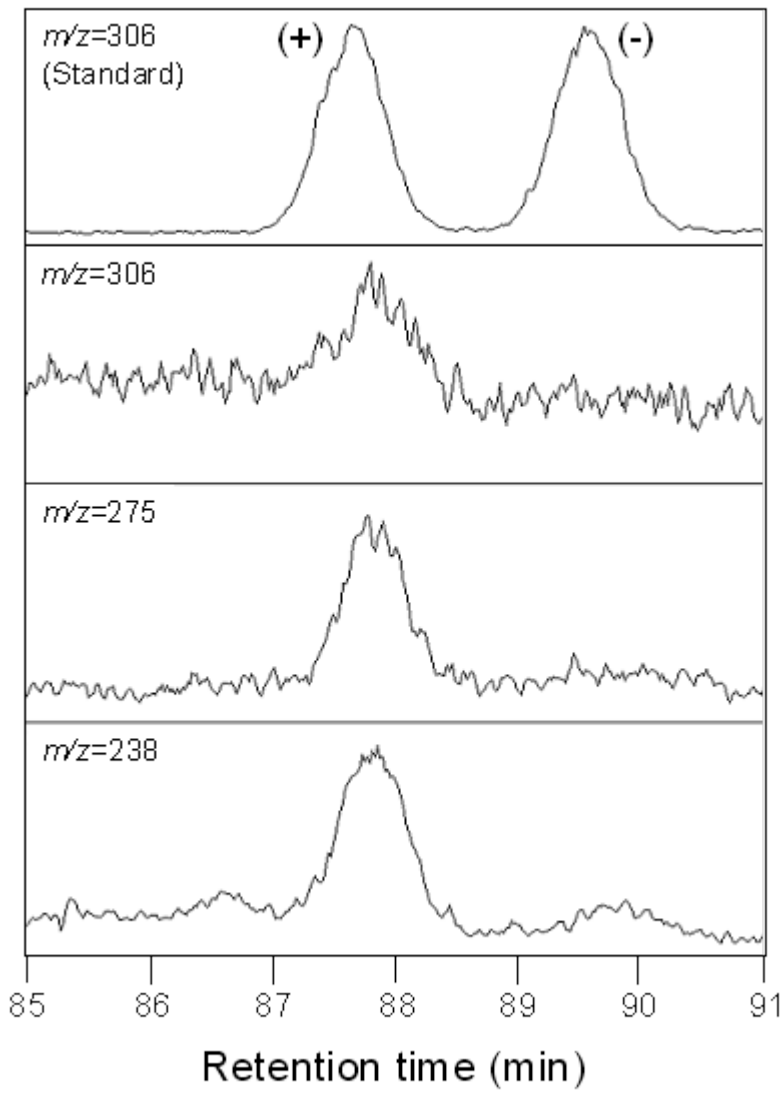 m/z=306 (+) (-)
(Standard)
m/z=306
m/z=275
m/z=238
85 86 87 88 89 90 91
Retention time (min)